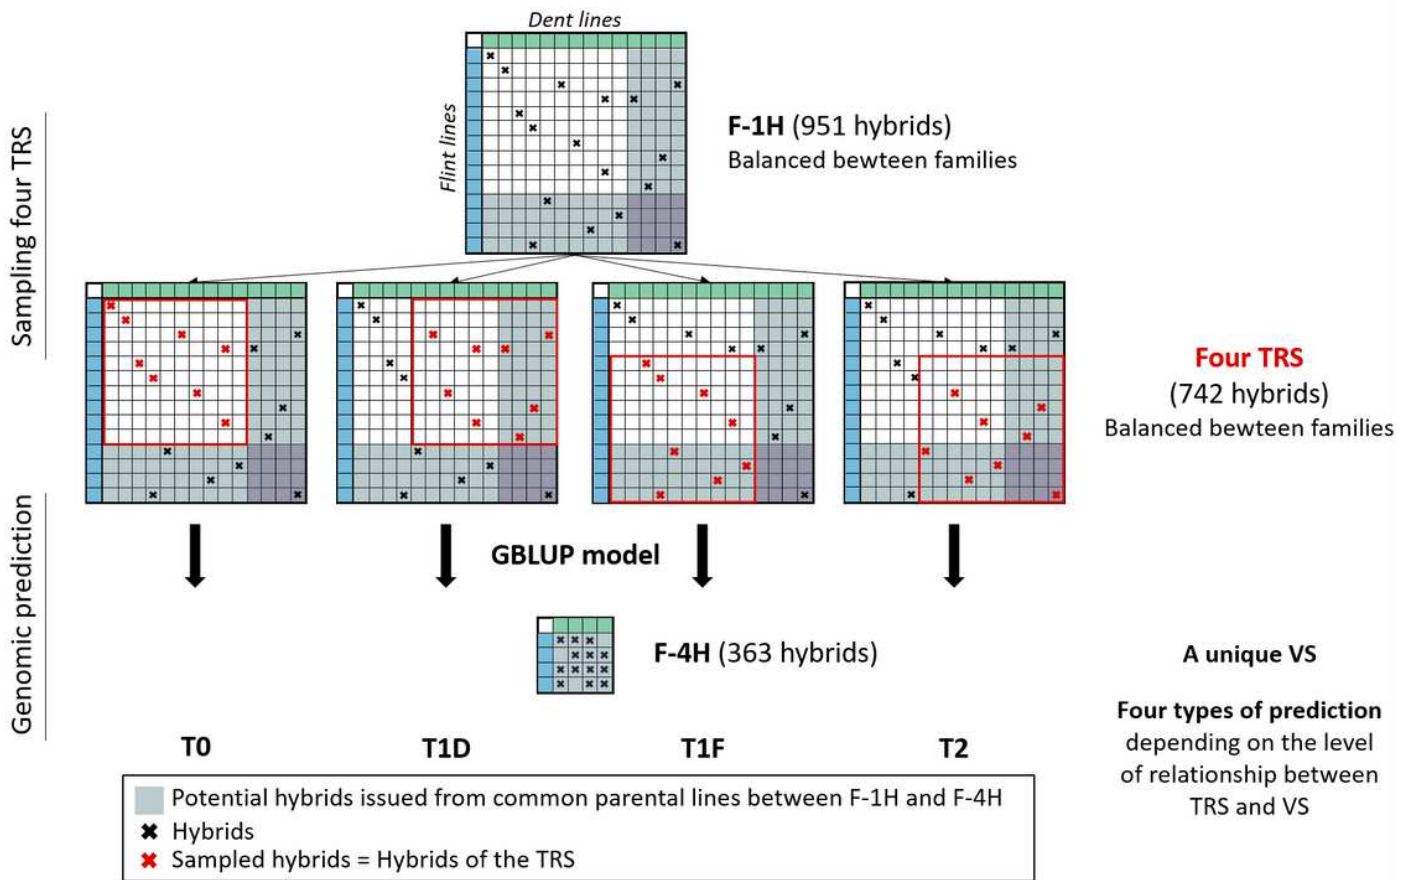 Dent lines
Flint lines
F-1H (951 hybrids)
Balanced bewteen families
Sampling four TRS
Four TRS
(742 hybrids)
Balanced bewteen families
GBLUP model
Genomic prediction
F-4H (363 hybrids)
A unique VS
Four types of prediction
depending on the level
of relationship between
TRS and VS
T0
T1D
T1F
T2
Potential hybrids issued from common parental lines between F-1H and F-4H
Hybrids
Sampled hybrids = Hybrids of the TRS